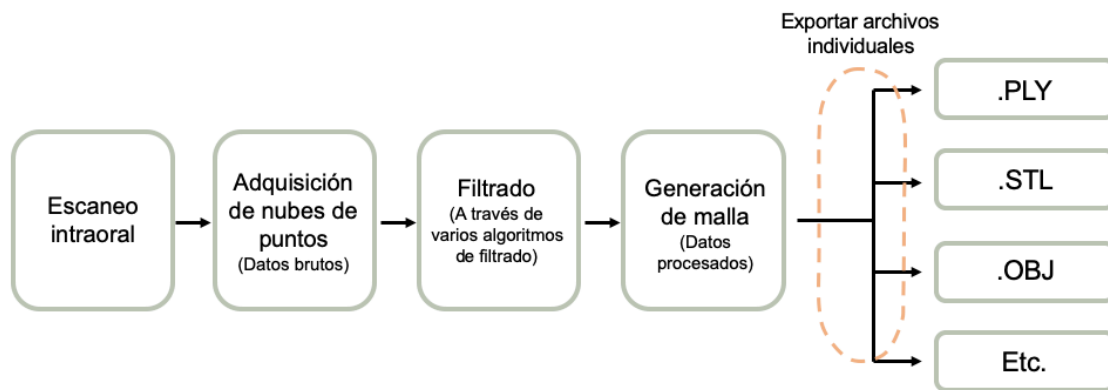 Exportar archivos
individuales
Escaneo
intraoral
Adquisición
de nubes de
puntos
(Datos brutos)
Filtrado
(A través de
varios algoritmos
de filtrado)
Generación
de malla
(Datos
procesados)
.PLY
.STL
.OBJ
Etc.